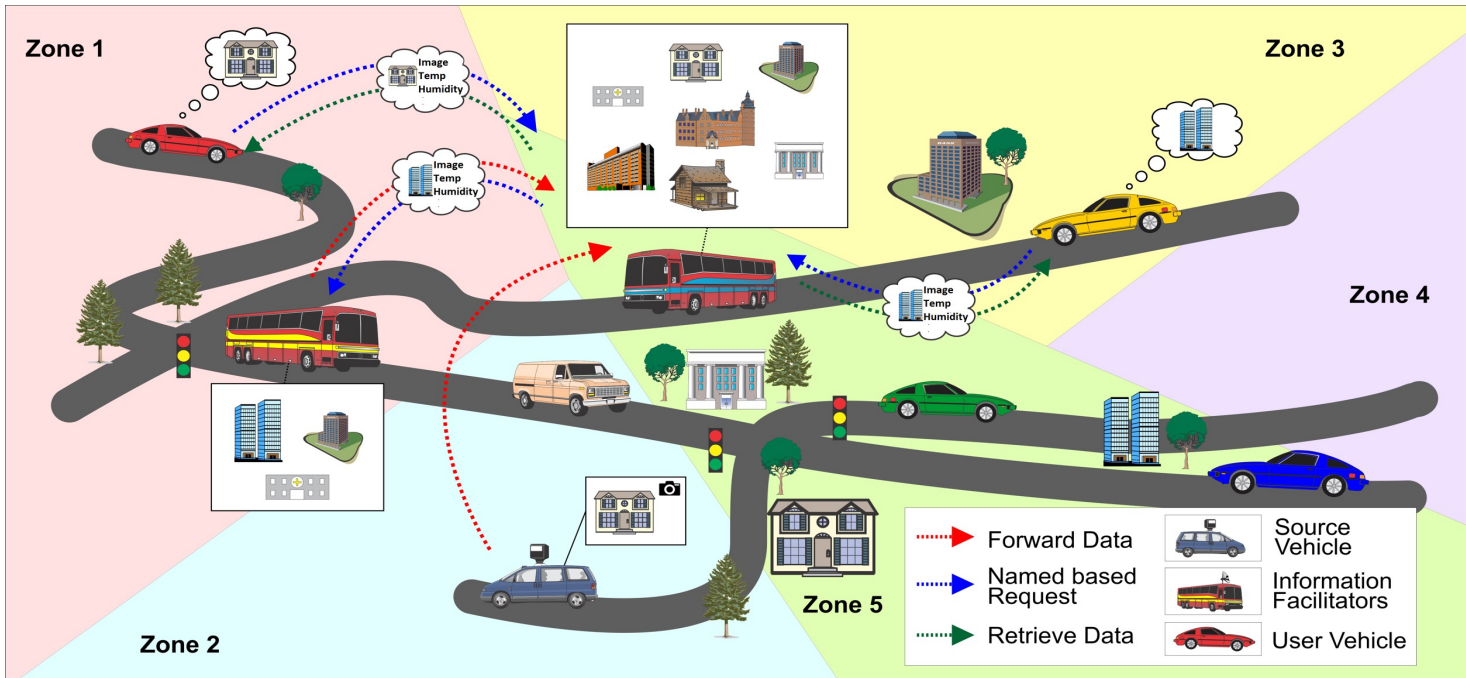 Zone 1
Image
Temp
Humidity
Image
Temp
Humidity
Zone 3
Image
Temp
Humidity
Zone 4
Zone 5
Zone 2
Forward Data
Named based
Request
Retrieve Data
Source
Vehicle
Information
Facilitators
User Vehicle